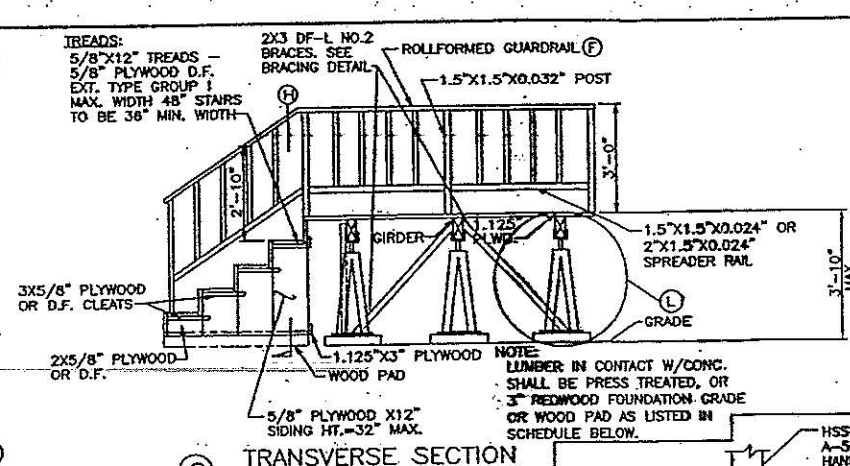 TREADS:
5/8"X12" TREADS –
5/8" PLYWOOD D.F.
EXT. TYPE GROUP 1
MAX. WIDTH 48" STAIRS
TO BE 36" MIN. WIDTH
2X3 DF-L NO.2
BRACES. SEE
BRACING DETAIL
ROLLFORMED GUARDRAIL F
1.5"X1.5"X0.032" POST
H
2'-10"
3'-0"
GIRDER
1.125"
PLWD.
1.5"X1.5"X0.024" OR
2"X1.5"X0.024"
SPREADER RAIL
3'-10"
MAX
L
GRADE
3X5/8" PLYWOOD
OR D.F. CLEATS
2X5/8" PLYWOOD
OR D.F.
1.125"X3" PLYWOOD
WOOD PAD
5/8" PLYWOOD X12"
SIDING HT.=32" MAX.
NOTE:
LUMBER IN CONTACT W/CONC.
SHALL BE PRESS TREATED, OR
3" REDWOOD FOUNDATION GRADE
OR WOOD PAD AS LISTED IN
SCHEDULE BELOW.
TRANSVERSE SECTION
HSS
A-5
HAN